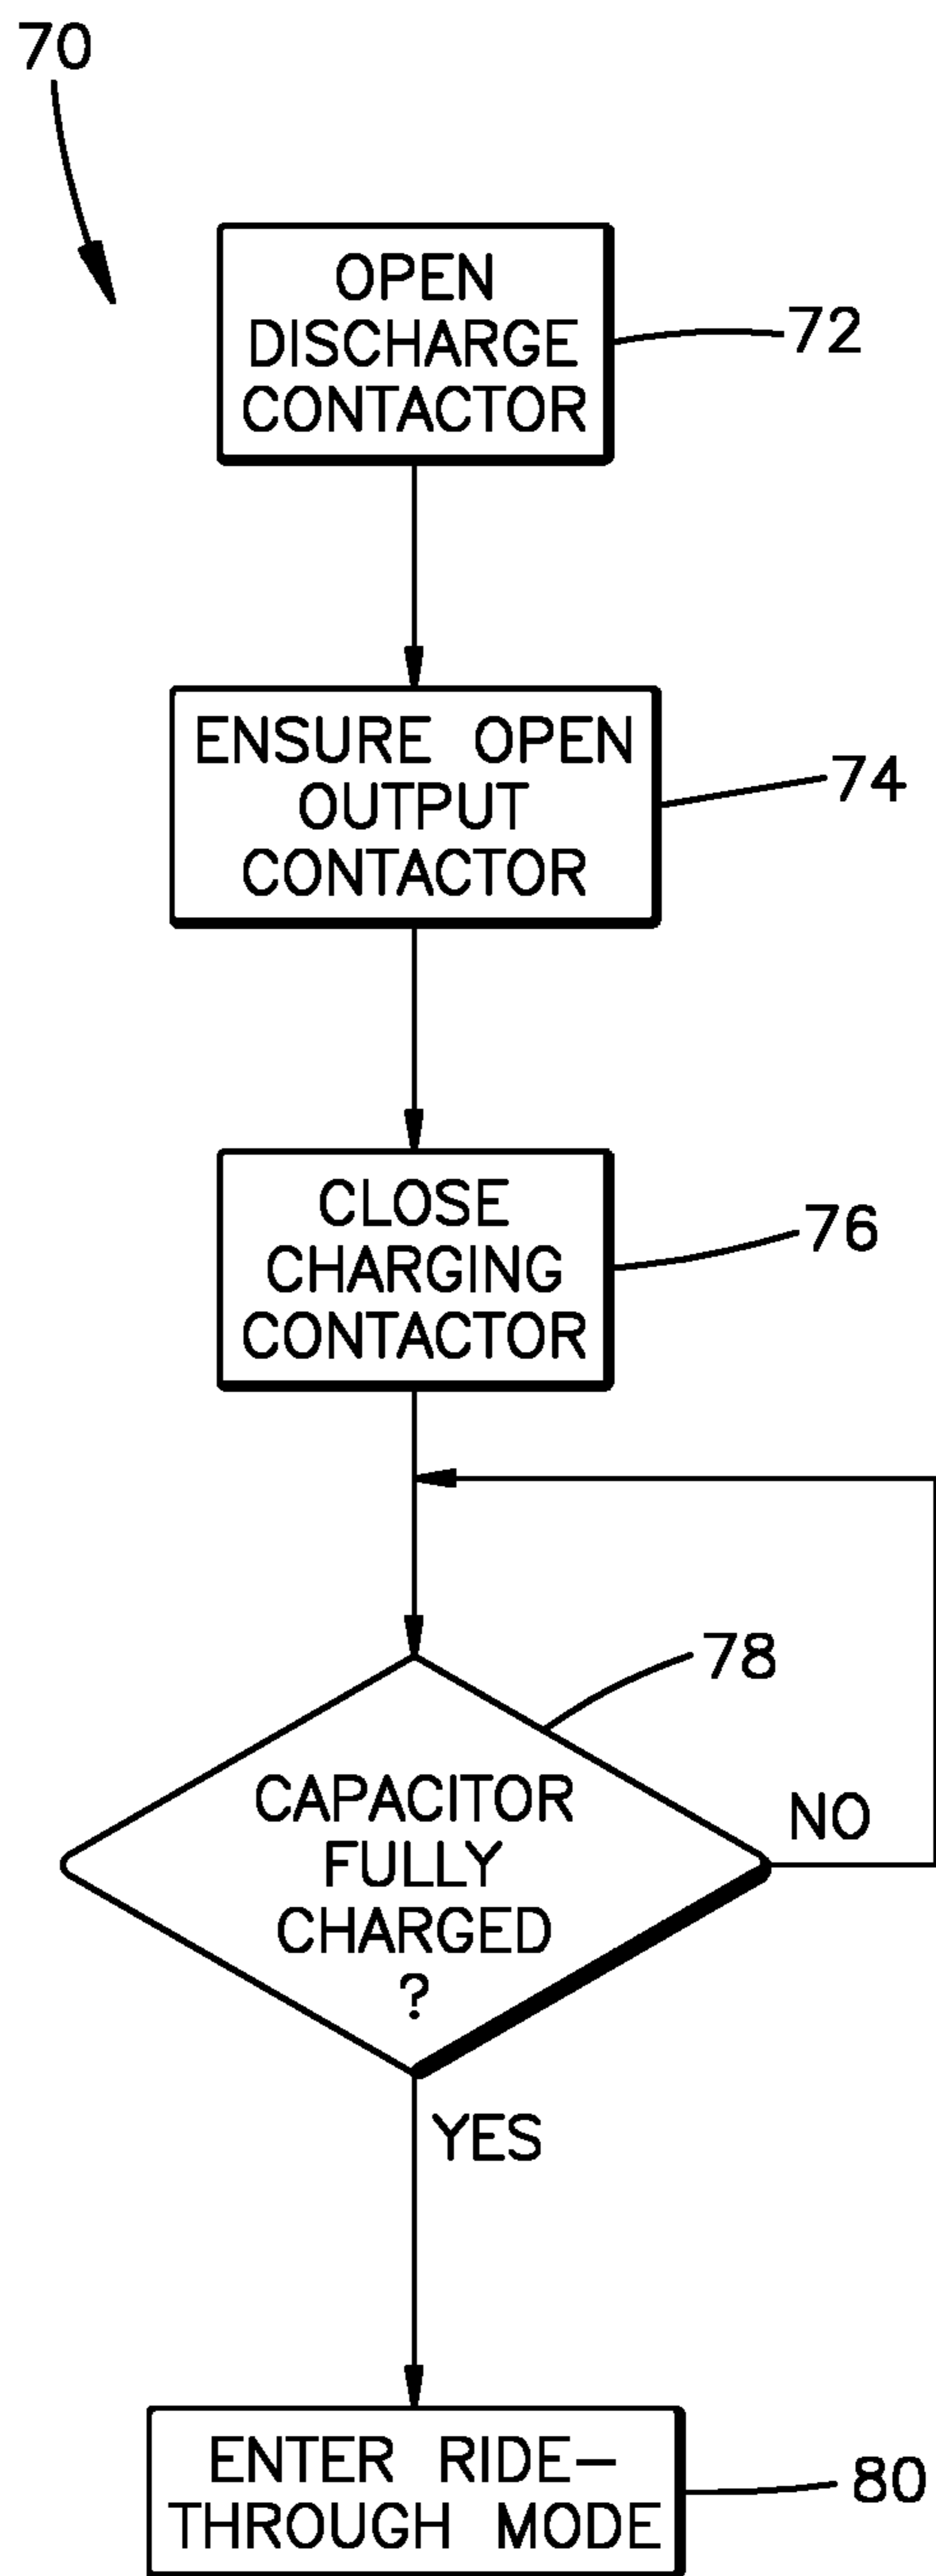 70
OPEN
DISCHARGE
CONTACTOR
72
ENSURE OPEN
OUTPUT
CONTACTOR
74
CLOSE
CHARGING
CONTACTOR
76
78
CAPACITOR
FULLY
CHARGED
?
NO
YES
ENTER RIDE-
THROUGH MODE
80